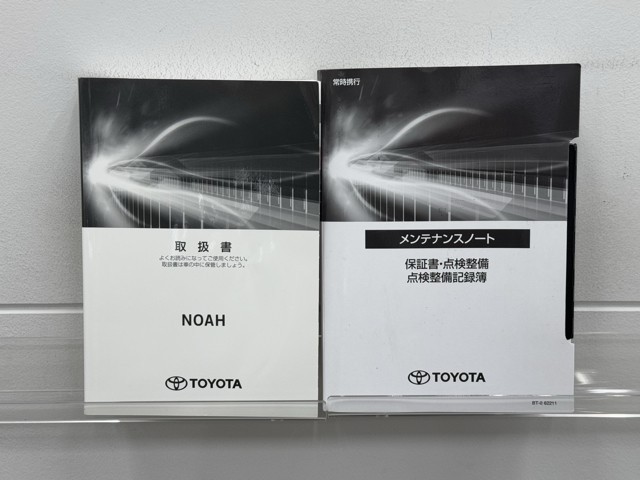 取扱書
よくお読みになってご使用ください。
取扱書は車の中に保管しましょう。
NOAH
TOYOTA
常時携行
メンテナンスノート
保証書・点検整備
点検整備記録簿
TOYOTA